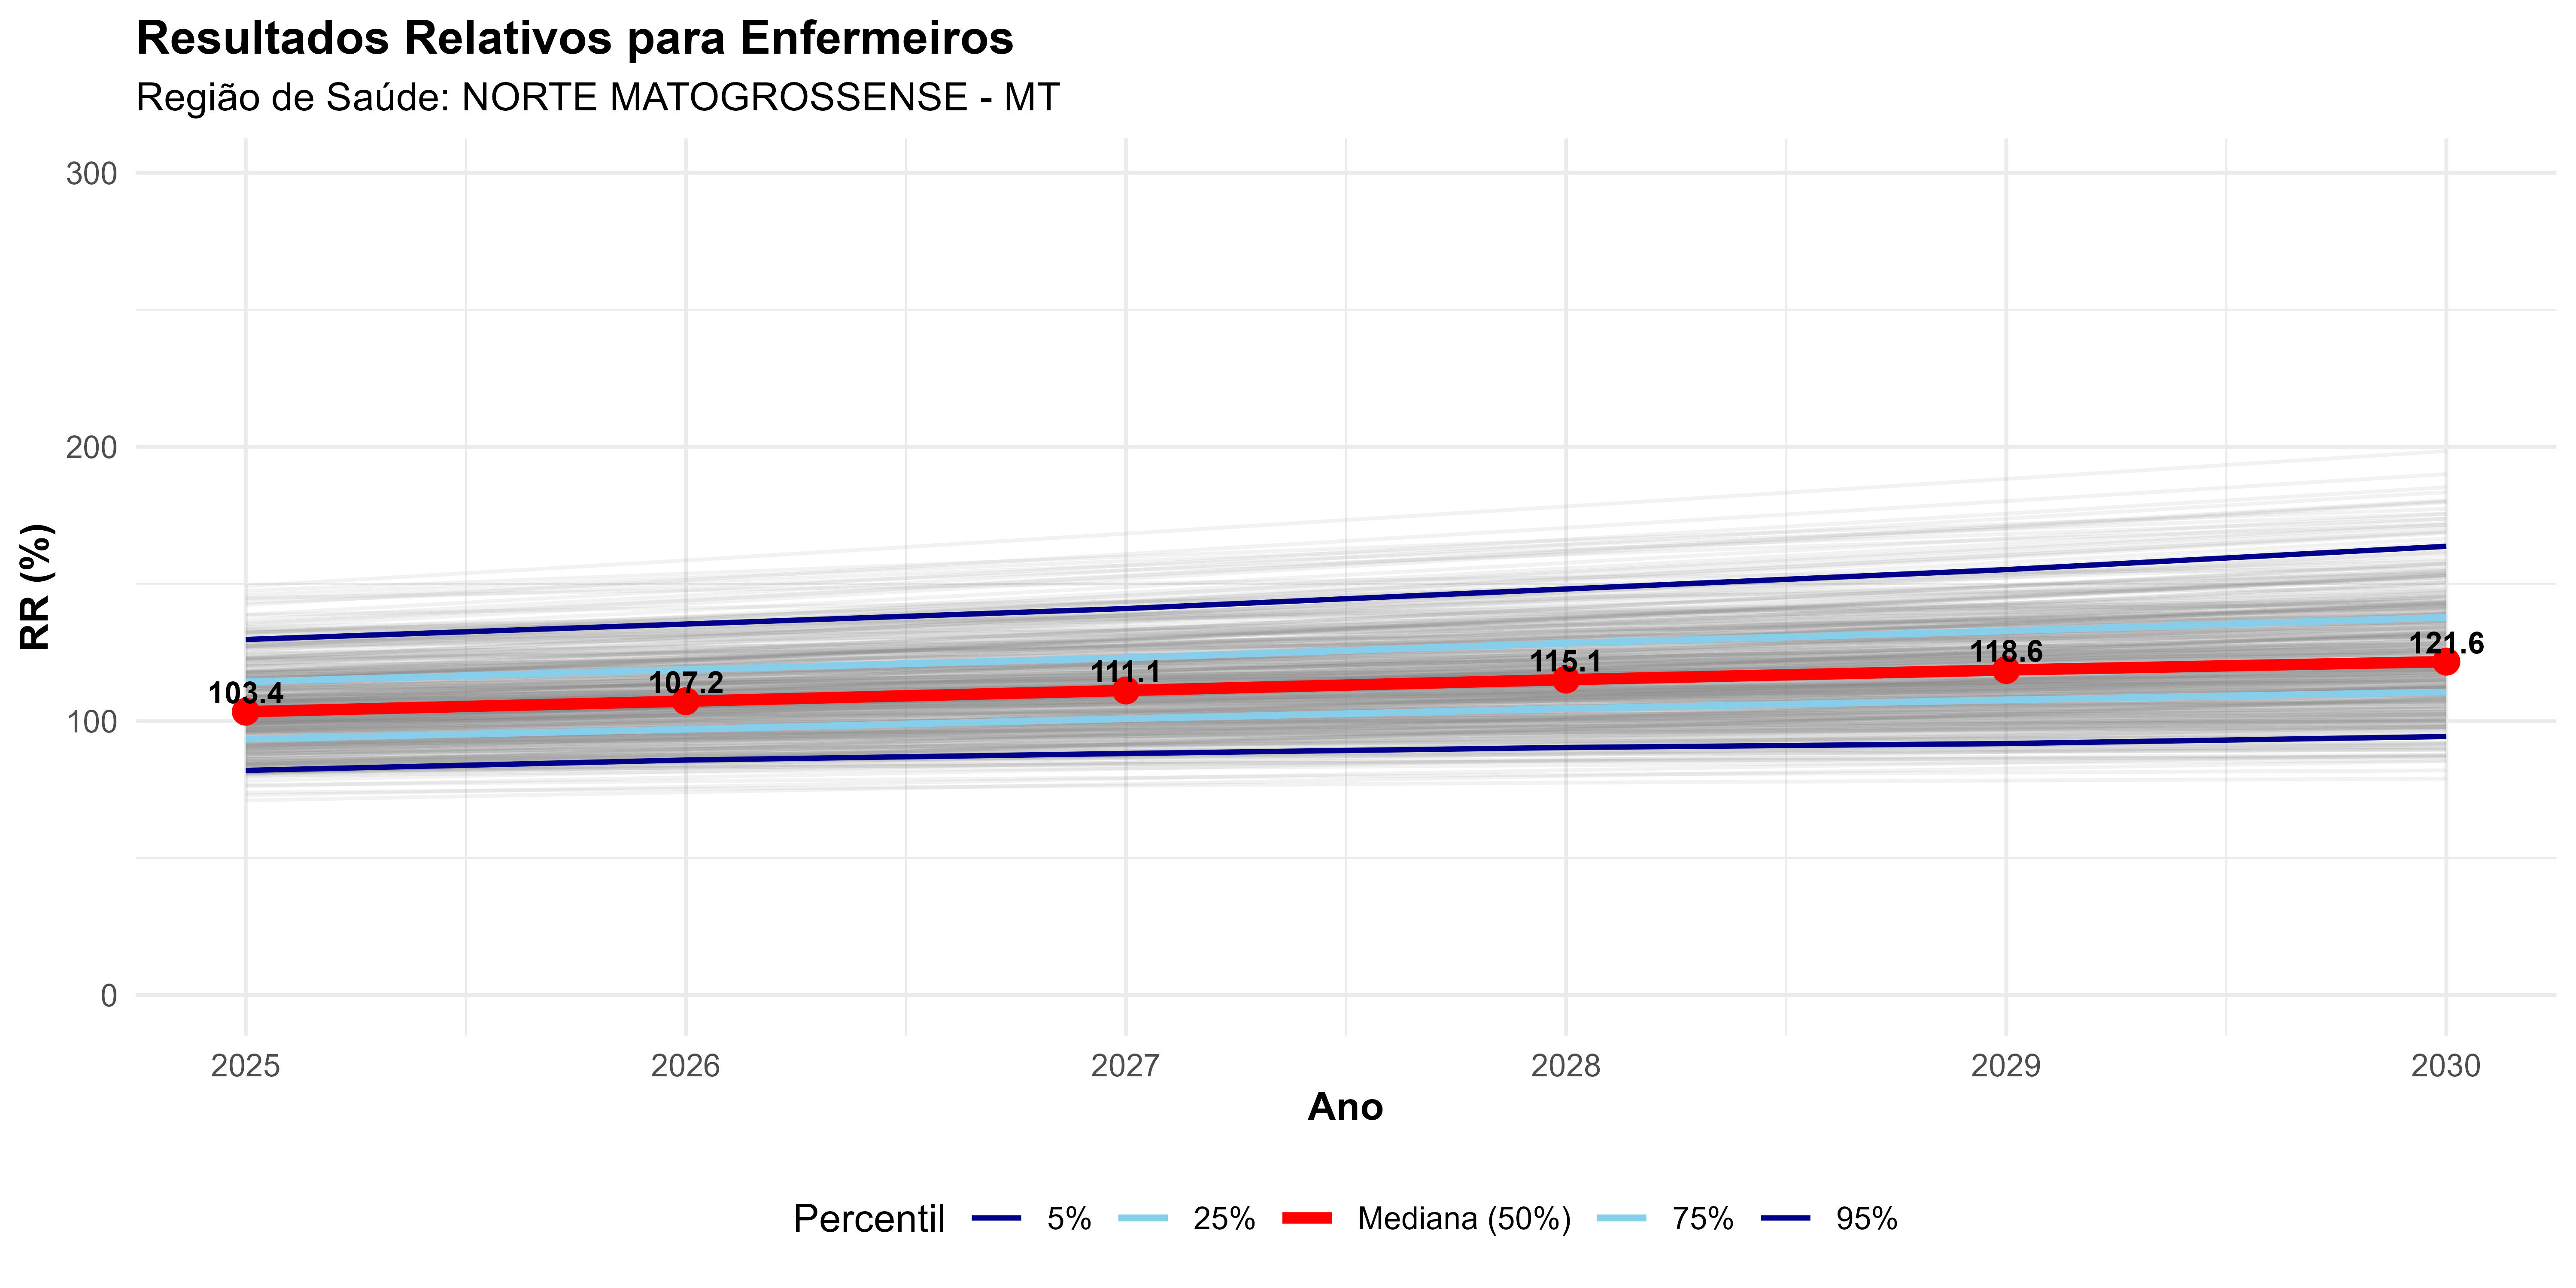 Resultados Relativos para Enfermeiros
Região de Saúde: NORTE MATOGROSSENSE - MT
RR (%)
300
200
100
0
103.4
107.2
111.1
115.1
118.6
121.6
2025 2026 2027 2028 2029 2030
Ano
Percentil 5% 25% Mediana (50%) 75% 95%